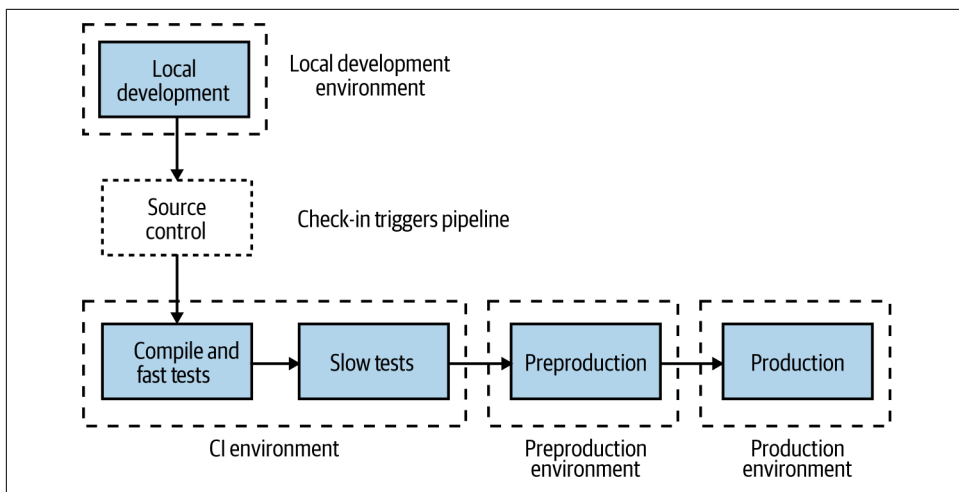 Local
development
Local development
environment
Source
control
Check-in triggers pipeline
Compile and
fast tests
Slow tests
Preproduction
Production
CI environment
Preproduction
environment
Production
environment